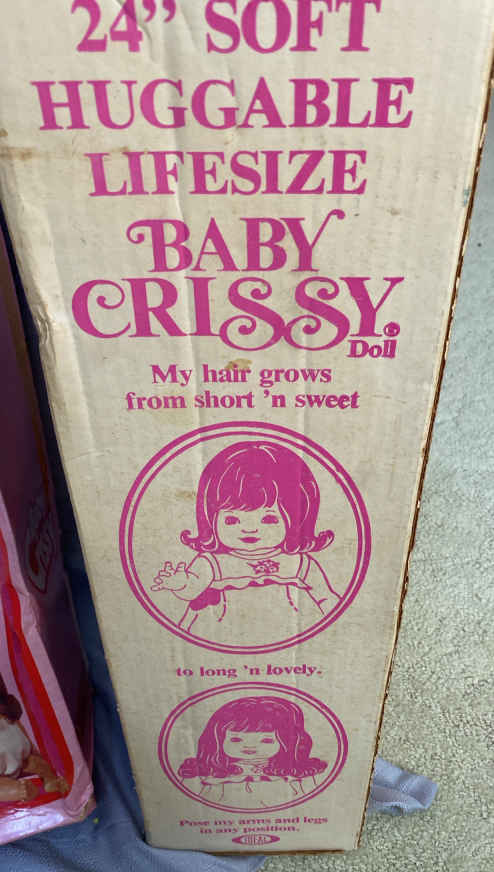 24" SOFT
HUGGABLE
LIFESIZE
BABY
CRISSY®
Doll
My hair grows
from short 'n sweet
to long 'n lovely.
Pose my arms and legs
in any position.
IDEAL